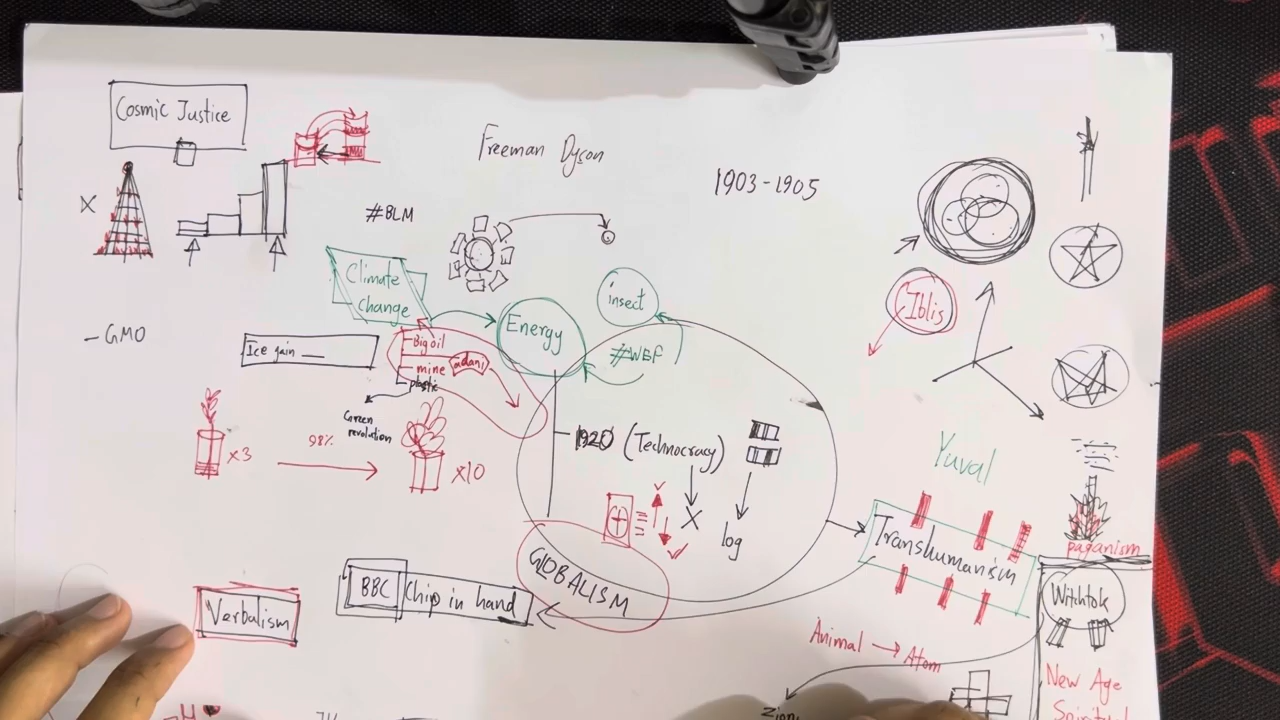 Cosmic Justice
Freeman Dyson
1903-1905
X
#BLM
Climate
change
insect
Iblis
Energy
- GMO
Ice gain
Big oil
mine adani
plastic
#WEF
Green
revolution
98%
x3
x10
1920 (Technocracy)
Yuval
X
log
Transhumanism
paganism
GLOBALISM
BBC Chip in hand
Verbalism
Witchtok
Animal → Atom
New Age